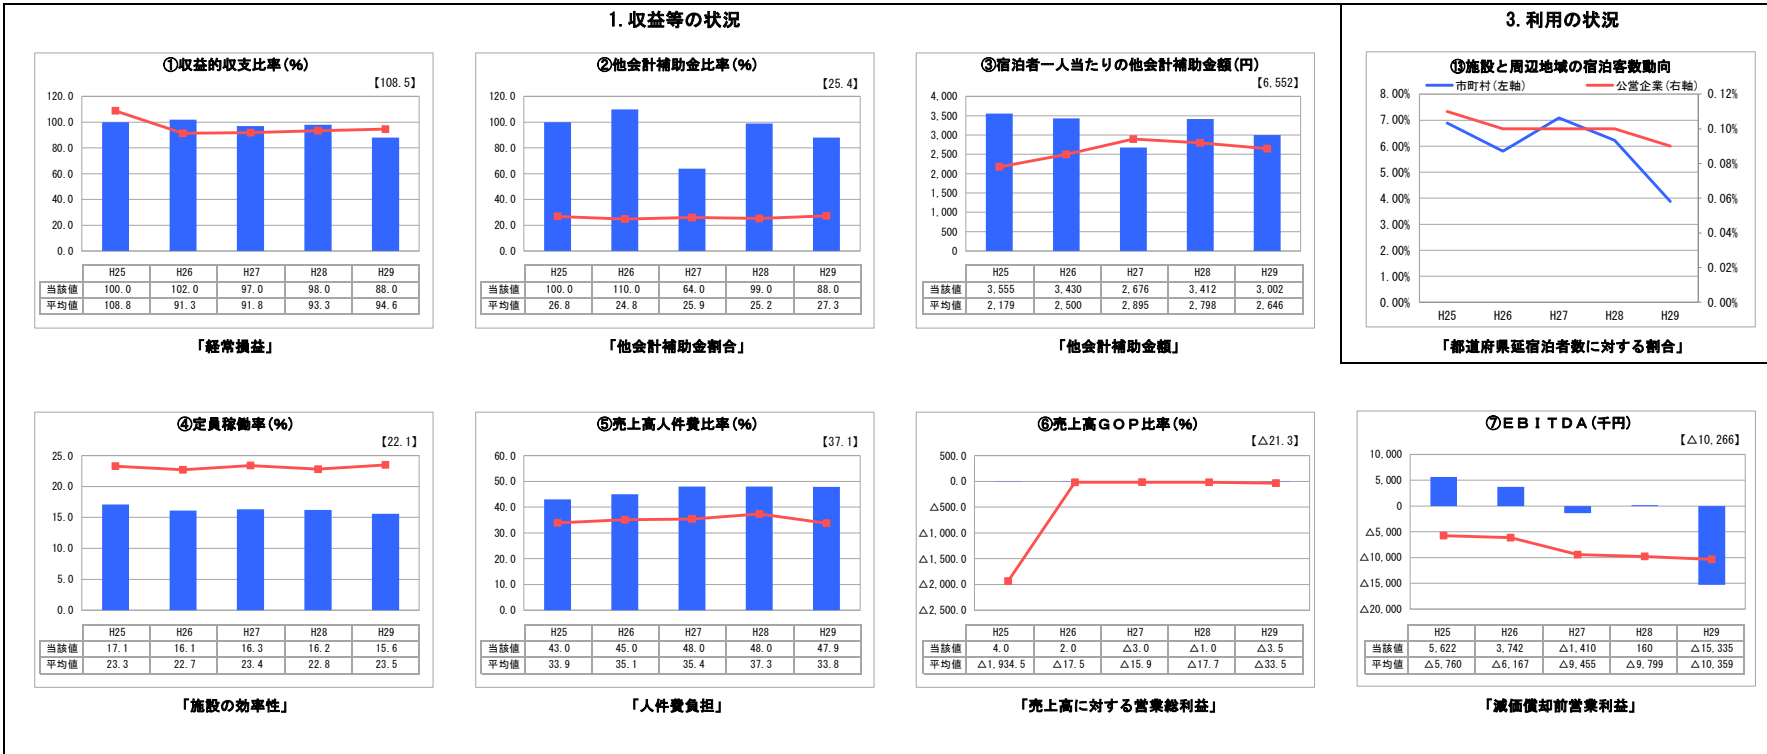 1. 収益等の状況
3. 利用の状況
①収益的収支比率(%)
【108.5】
120.0
100.0
80.0
60.0
40.0
20.0
0.0
H25 H26 H27 H28 H29
当該値 100.0 102.0 97.0 98.0 88.0
平均値 108.8 91.3 91.8 93.3 94.6
「経常損益」
②他会計補助金比率(%)
【25.4】
120.0
100.0
80.0
60.0
40.0
20.0
0.0
H25 H26 H27 H28 H29
当該値 100.0 110.0 64.0 99.0 88.0
平均値 26.8 24.8 25.9 25.2 27.3
「他会計補助金割合」
③宿泊者一人当たりの他会計補助金額(円)
【6,552】
4,000
3,500
3,000
2,500
2,000
1,500
1,000
500
0
H25 H26 H27 H28 H29
当該値 3,555 3,430 2,676 3,412 3,002
平均値 2,179 2,500 2,895 2,798 2,646
「他会計補助金額」
⑬施設と周辺地域の宿泊客数動向
市町村(左軸) 公営企業(右軸)
8.00% 0.12%
7.00% 0.10%
6.00% 0.08%
5.00% 0.06%
4.00% 0.04%
3.00% 0.02%
2.00% 0.00%
1.00%
0.00%
H25 H26 H27 H28 H29
「都道府県延宿泊者数に対する割合」
④定員稼働率(%)
【22.1】
25.0
20.0
15.0
10.0
5.0
0.0
H25 H26 H27 H28 H29
当該値 17.1 16.1 16.3 16.2 15.6
平均値 23.3 22.7 23.4 22.8 23.5
「施設の効率性」
⑤売上高人件費比率(%)
【37.1】
60.0
50.0
40.0
30.0
20.0
10.0
0.0
H25 H26 H27 H28 H29
当該値 43.0 45.0 48.0 48.0 47.9
平均値 33.9 35.1 35.4 37.3 33.8
「人件費負担」
⑥売上高ＧＯＰ比率(%)
【△21.3】
500.0
0.0
△500.0
△1,000.0
△1,500.0
△2,000.0
△2,500.0
H25 H26 H27 H28 H29
当該値 4.0 2.0 △3.0 △1.0 △3.5
平均値 △1,934.5 △17.5 △15.9 △17.7 △33.5
「売上高に対する営業総利益」
⑦ＥＢＩＴＤＡ(千円)
【△10,266】
10,000
5,000
0
△5,000
△10,000
△15,000
△20,000
H25 H26 H27 H28 H29
当該値 5,622 3,742 △1,410 160 △15,335
平均値 △5,760 △6,167 △9,455 △9,799 △10,359
「減価償却前営業利益」